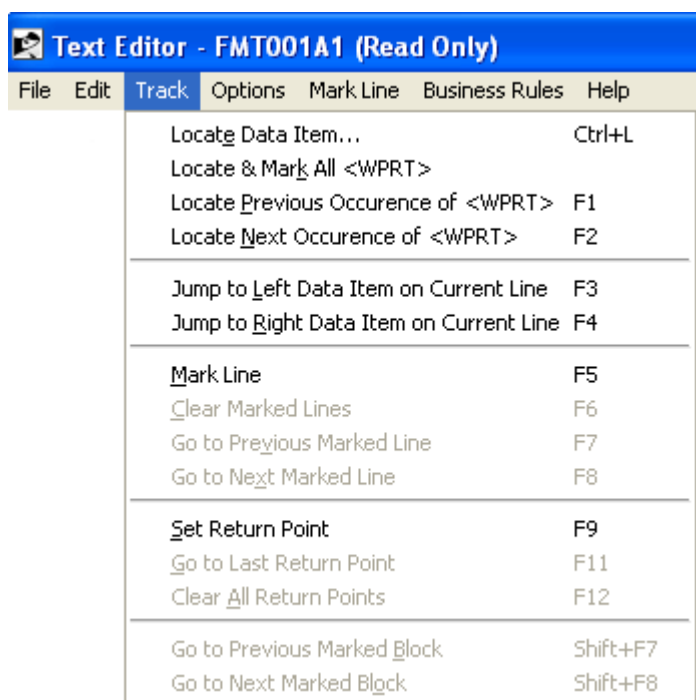 Text Editor - FMT001A1 (Read Only)
File Edit Track Options Mark Line Business Rules Help
Locate Data Item... Ctrl+L
Locate & Mark All <WPRT>
Locate Previous Occurence of <WPRT> F1
Locate Next Occurence of <WPRT> F2
Jump to Left Data Item on Current Line F3
Jump to Right Data Item on Current Line F4
Mark Line F5
Clear Marked Lines F6
Go to Previous Marked Line F7
Go to Next Marked Line F8
Set Return Point F9
Go to Last Return Point F11
Clear All Return Points F12
Go to Previous Marked Block Shift+F7
Go to Next Marked Block Shift+F8